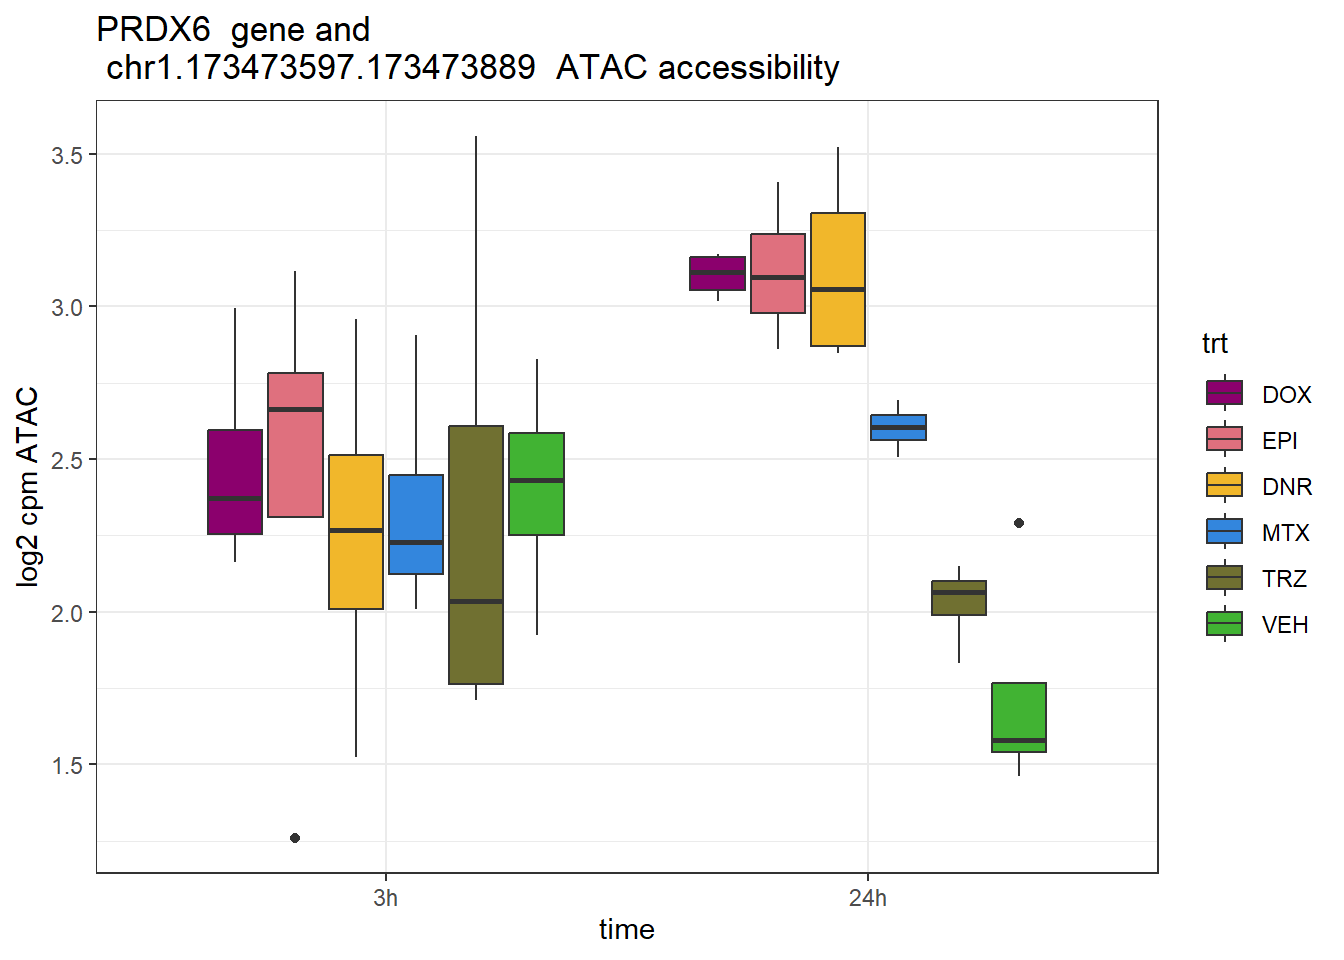 PRDX6  gene and
chr1.173473597.173473889  ATAC accessibility
3.5
3.0
2.5
2.0
1.5
log2 cpm ATAC
3h
24h
time
trt
DOX
EPI
DNR
MTX
TRZ
VEH